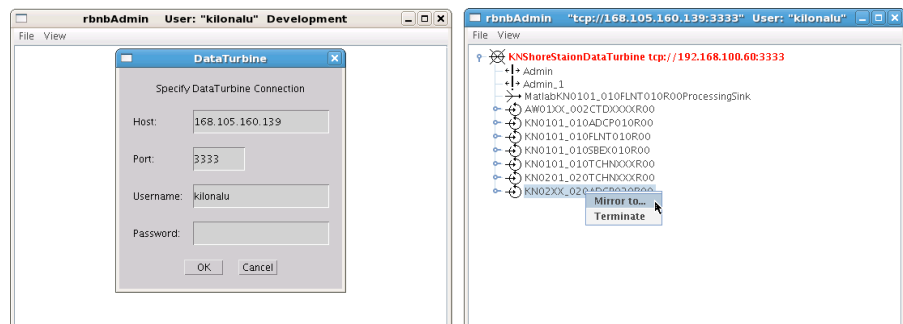 rbnbAdmin User: "kilonalu" Development
File View
DataTurbine
Specify DataTurbine Connection
Host: 168.105.160.139
Port: 3333
Username: kilonalu
Password:
OK Cancel
rbnbAdmin "tcp://168.105.160.139:3333" User: "kilonalu"
File View
KNShoreStaionDataTurbine tcp://192.168.100.60:3333
Admin
Admin_1
MatlabKN0101_010FLNT010R00ProcessingSink
AW01XX_002CTDXXXXR00
KN0101_010ADCP010R00
KN0101_010FLNT010R00
KN0101_010SBEX010R00
KN0101_010TCHNXXXR00
KN0201_020TCHNXXXR00
KN02XX_020ADCP020R00
Mirror to...
Terminate